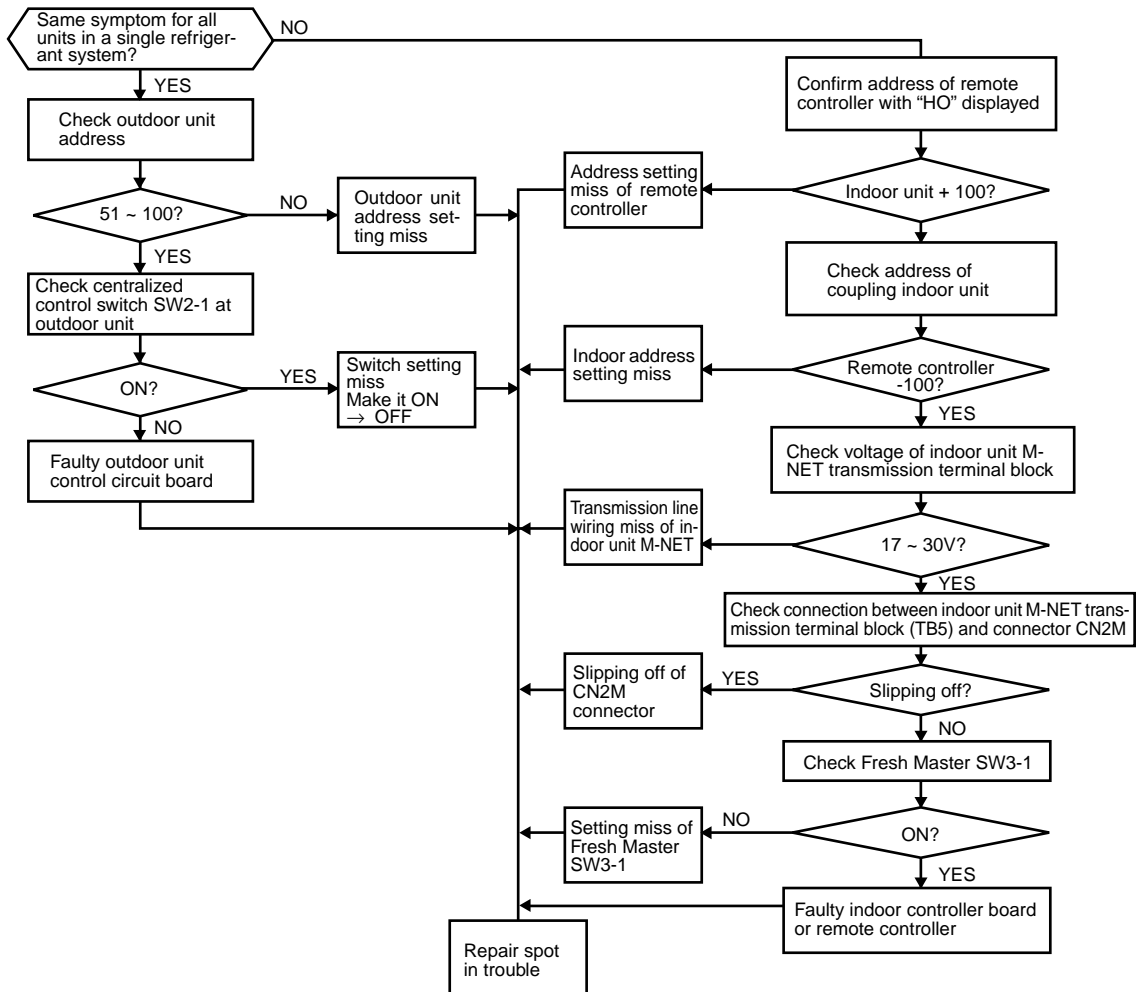 Same symptom for all
units in a single refriger-
ant system?
NO
YES
Check outdoor unit
address
51 ~ 100?
NO
Outdoor unit
address set-
ting miss
YES
Check centralized
control switch SW2-1 at
outdoor unit
ON?
YES
Switch setting
miss
Make it ON
→ OFF
NO
Faulty outdoor unit
control circuit board
Confirm address of remote
controller with “HO” displayed
Indoor unit + 100?
Address setting
miss of remote
controller
Check address of
coupling indoor unit
Remote controller
-100?
Indoor address
setting miss
YES
Check voltage of indoor unit M-
NET transmission terminal block
17 ~ 30V?
Transmission line
wiring miss of in-
door unit M-NET
YES
Check connection between indoor unit M-NET trans-
mission terminal block (TB5) and connector CN2M
Slipping off?
YES
Slipping off of
CN2M
connector
NO
Check Fresh Master SW3-1
ON?
NO
Setting miss of
Fresh Master
SW3-1
YES
Faulty indoor controller board
or remote controller
Repair spot
in trouble